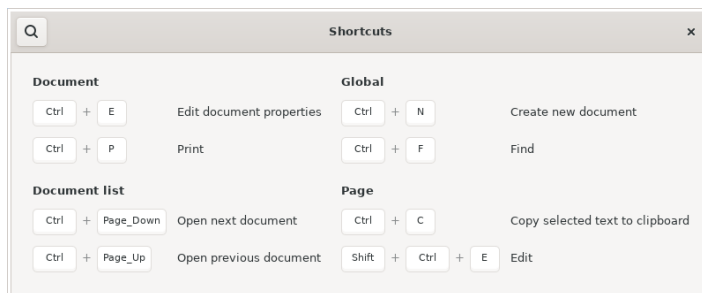 Shortcuts
Document
Ctrl + E Edit document properties
Ctrl + P Print
Document list
Ctrl + Page_Down Open next document
Ctrl + Page_Up Open previous document
Global
Ctrl + N Create new document
Ctrl + F Find
Page
Ctrl + C Copy selected text to clipboard
Shift + Ctrl + E Edit